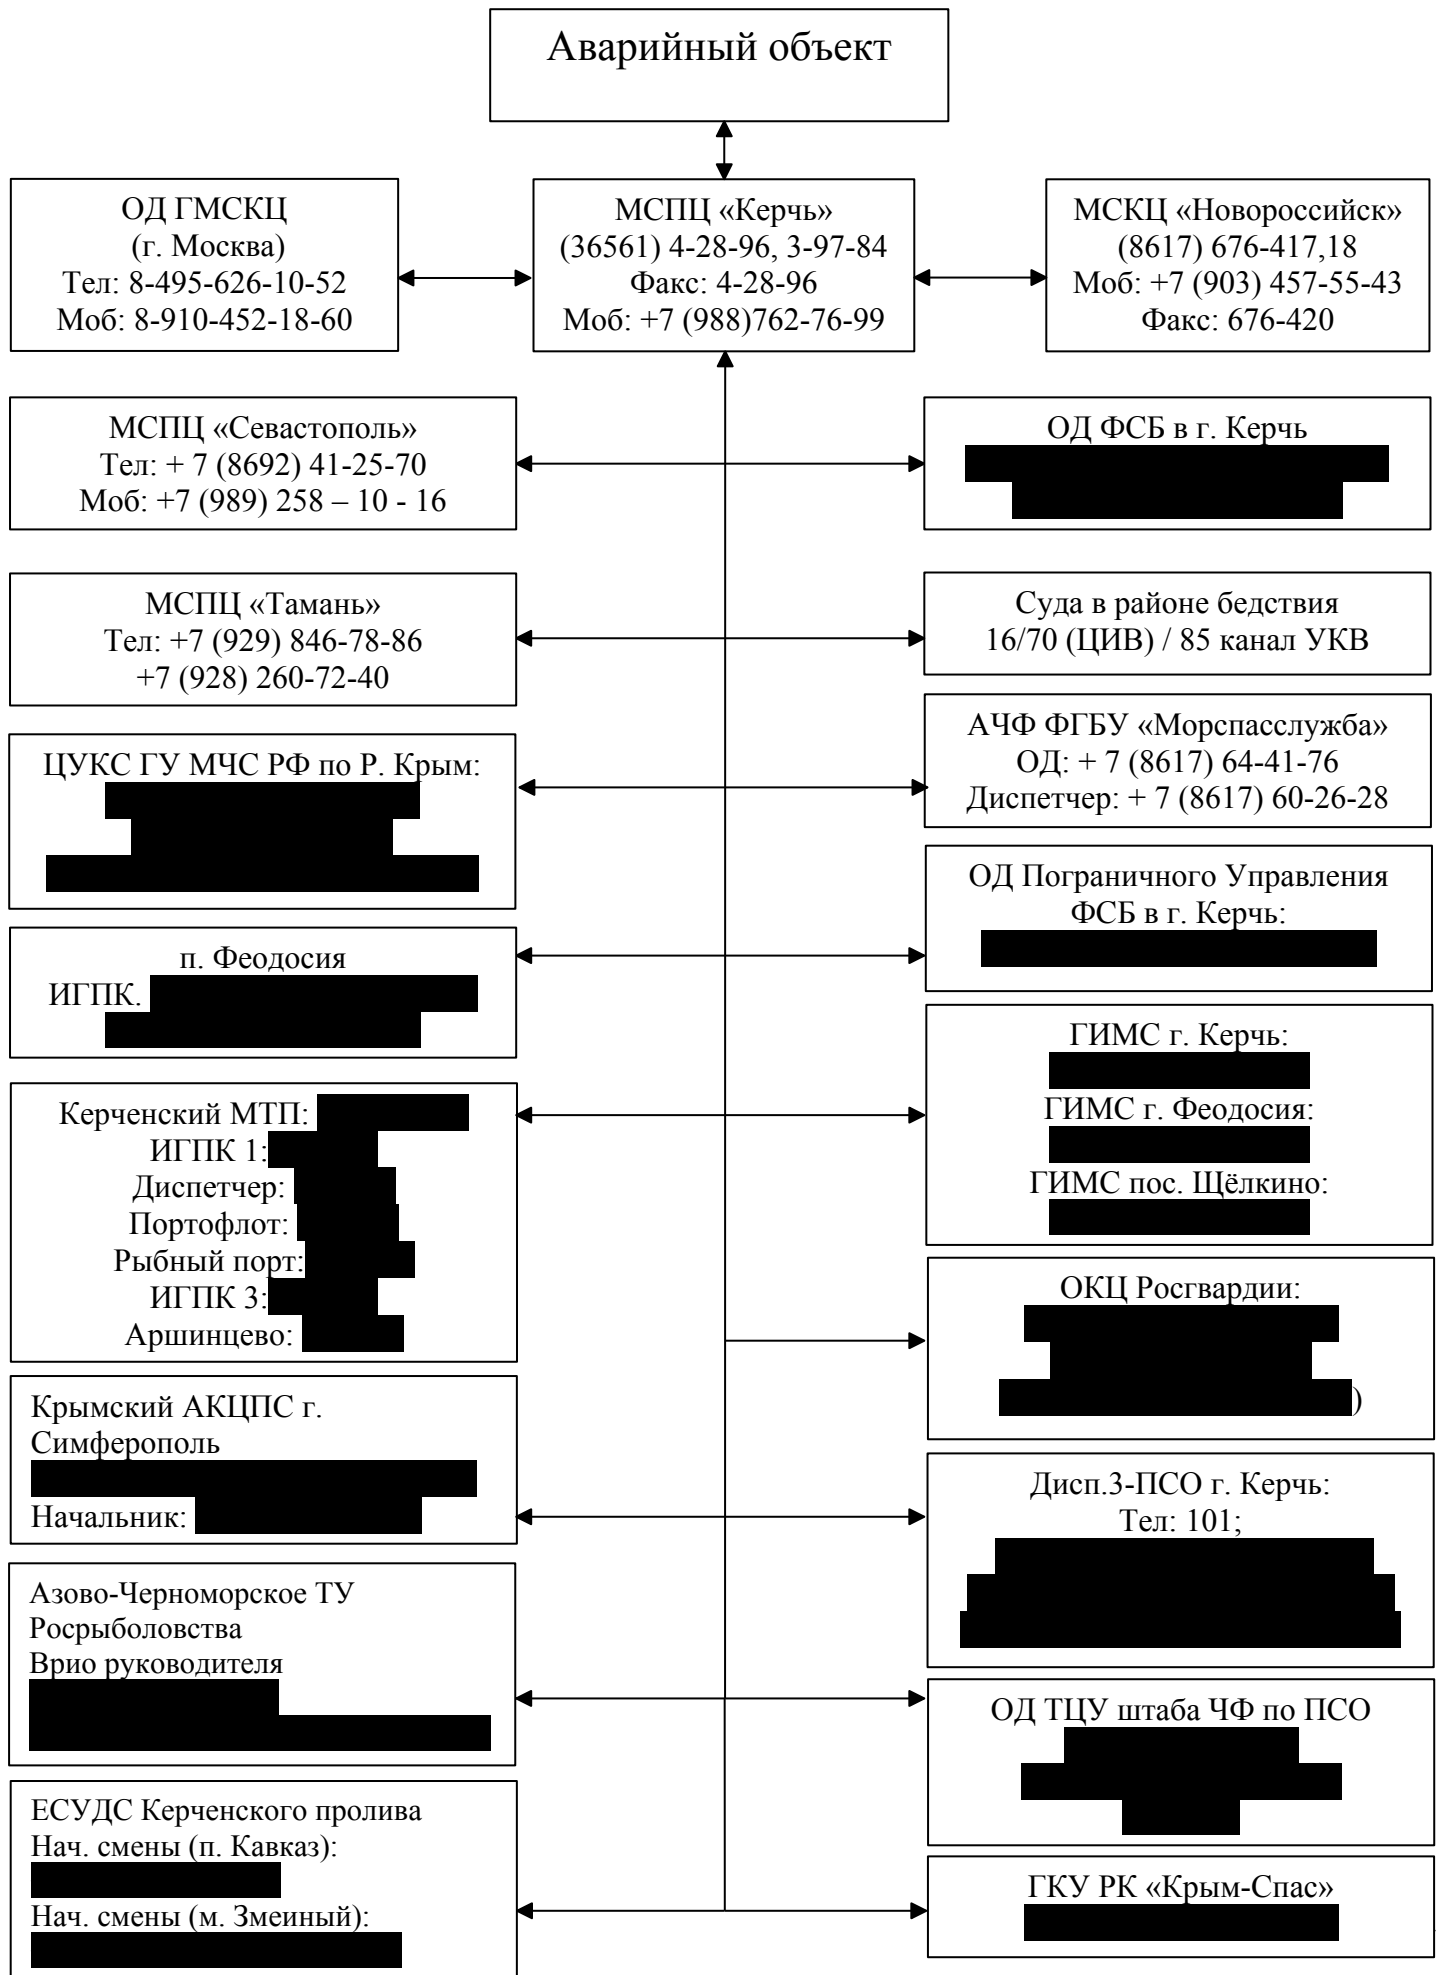 Аварийный объект
ОД ГМСКЦ
(г. Москва)
Тел: 8-495-626-10-52
Моб: 8-910-452-18-60
МСПЦ «Керчь»
(36561) 4-28-96, 3-97-84
Факс: 4-28-96
Моб: +7 (988)762-76-99
МСКЦ «Новороссийск»
(8617) 676-417,18
Моб: +7 (903) 457-55-43
Факс: 676-420
МСПЦ «Севастополь»
Тел: + 7 (8692) 41-25-70
Моб: +7 (989) 258 – 10 - 16
ОД ФСБ в г. Керчь
МСПЦ «Тамань»
Тел: +7 (929) 846-78-86
+7 (928) 260-72-40
Суда в районе бедствия
16/70 (ЦИВ) / 85 канал УКВ
АЧФ ФГБУ «Морспасслужба»
ОД: + 7 (8617) 64-41-76
Диспетчер: + 7 (8617) 60-26-28
ЦУКС ГУ МЧС РФ по Р. Крым:
ОД Пограничного Управления
ФСБ в г. Керчь:
п. Феодосия
ИГПК.
ГИМС г. Керчь:
ГИМС г. Феодосия:
ГИМС пос. Щёлкино:
Керченский МТП:
ИГПК 1:
Диспетчер:
Портофлот:
Рыбный порт:
ИГПК 3:
Аршинцево:
ОКЦ Росгвардии:
)
Крымский АКЦПС г.
Симферополь
Начальник:
Дисп.3-ПСО г. Керчь:
Тел: 101;
Азово-Черноморское ТУ
Росрыболовства
Врио руководителя
ОД ТЦУ штаба ЧФ по ПСО
ЕСУДС Керченского пролива
Нач. смены (п. Кавказ):
Нач. смены (м. Змеиный):
ГКУ РК «Крым-Спас»